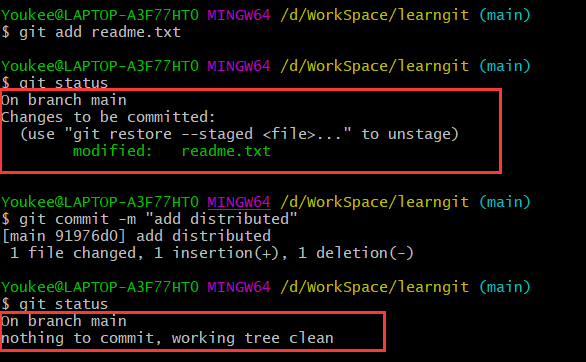 Youkee@LAPTOP-A3F77HT0 MINGW64 /d/WorkSpace/learngit (main)
$ git add readme.txt
Youkee@LAPTOP-A3F77HT0 MINGW64 /d/WorkSpace/learngit (main)
$ git status
On branch main
Changes to be committed:
  (use "git restore --staged <file>..." to unstage)
        modified:   readme.txt
Youkee@LAPTOP-A3F77HT0 MINGW64 /d/WorkSpace/learngit (main)
$ git commit -m "add distributed"
[main 91976d0] add distributed
 1 file changed, 1 insertion(+), 1 deletion(-)
Youkee@LAPTOP-A3F77HT0 MINGW64 /d/WorkSpace/learngit (main)
$ git status
On branch main
nothing to commit, working tree clean